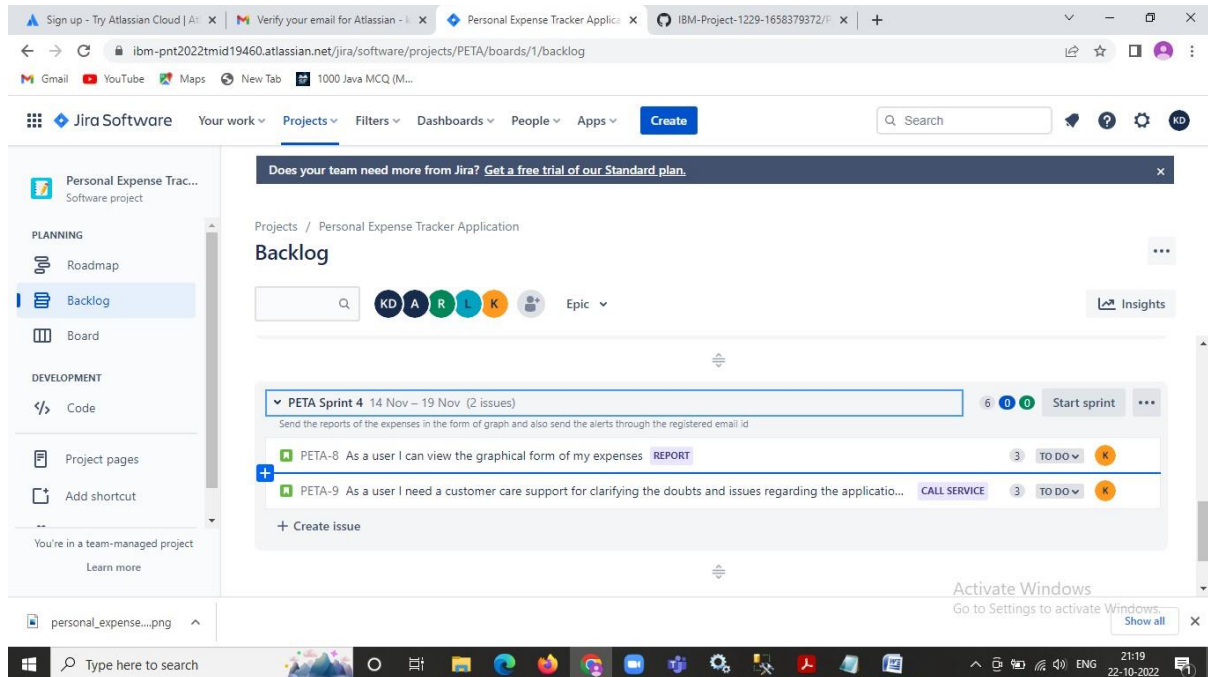 Sign up - Try Atlassian Cloud | At
Verify your email for Atlassian -
Personal Expense Tracker Applica
IBM-Project-1229-1658379372/P
ibm-pnt2022tmid19460.atlassian.net/jira/software/projects/PETA/boards/1/backlog
Gmail YouTube Maps New Tab 1000 Java MCQ (M...
Jira Software Your work Projects Filters Dashboards People Apps Create Search KD
Does your team need more from Jira? Get a free trial of our Standard plan.
Personal Expense Trac...
Software project
PLANNING
Roadmap
Backlog
Board
DEVELOPMENT
Code
Project pages
Add shortcut
You're in a team-managed project
Learn more
Projects / Personal Expense Tracker Application
Backlog
KD A R L K Epic Insights
PETA Sprint 4 14 Nov – 19 Nov (2 issues) 6 0 0 Start sprint
Send the reports of the expenses in the form of graph and also send the alerts through the registered email id
PETA-8 As a user I can view the graphical form of my expenses REPORT 3 TO DO K
PETA-9 As a user I need a customer care support for clarifying the doubts and issues regarding the applicatio... CALL SERVICE 3 TO DO K
+ Create issue
Activate Windows
Go to Settings to activate Windows.
personal_expense....png
Show all
Type here to search
ENG
21:19
22-10-2022